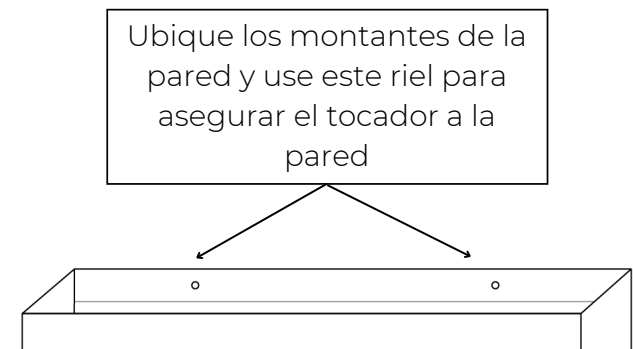 Ubique los montantes de la
pared y use este riel para
asegurar el tocador a la
pared